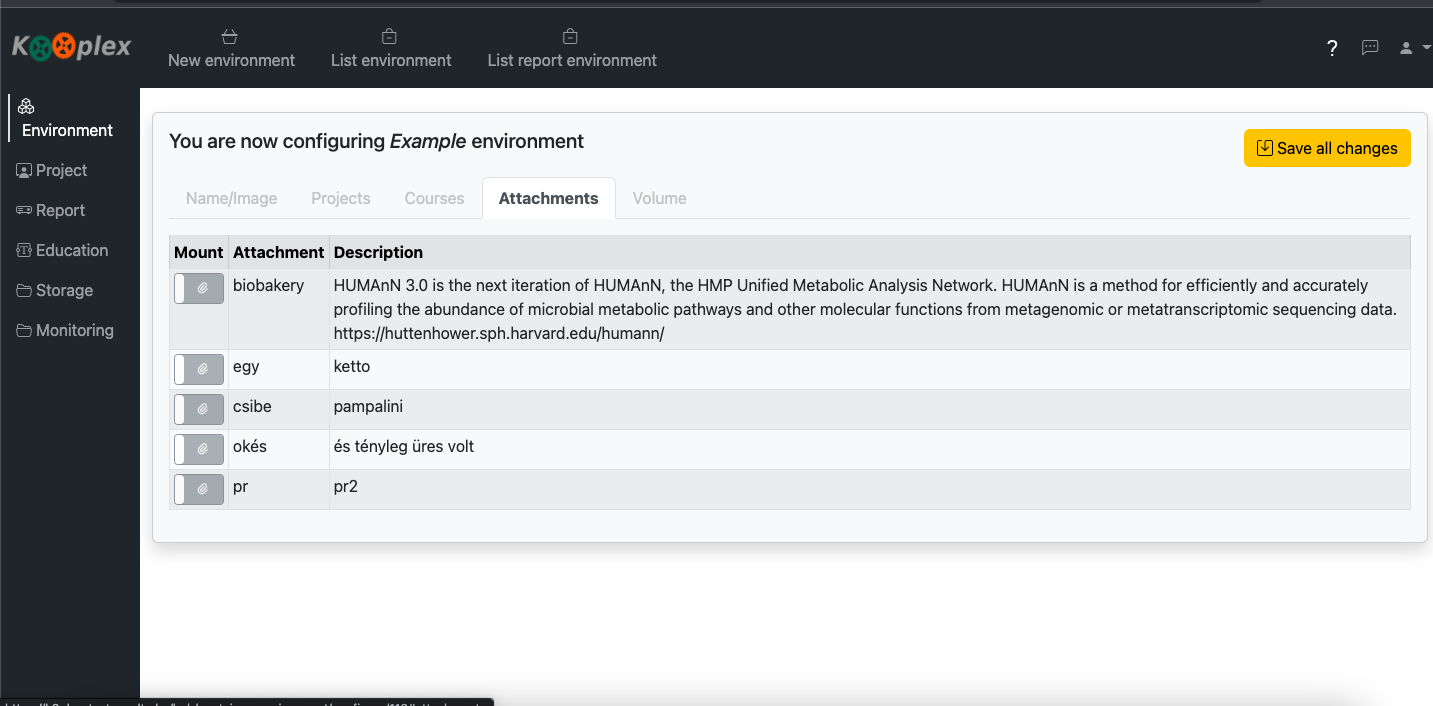 Kooplex
New environment
List environment
List report environment
?
Environment
Project
Report
Education
Storage
Monitoring
You are now configuring Example environment
Save all changes
Name/Image Projects Courses Attachments Volume
Mount Attachment Description
biobakery HUMAnN 3.0 is the next iteration of HUMAnN, the HMP Unified Metabolic Analysis Network. HUMAnN is a method for efficiently and accurately
profiling the abundance of microbial metabolic pathways and other molecular functions from metagenomic or metatranscriptomic sequencing data.
https://huttenhower.sph.harvard.edu/humann/
egy ketto
csibe pampalini
okés és tényleg üres volt
pr pr2